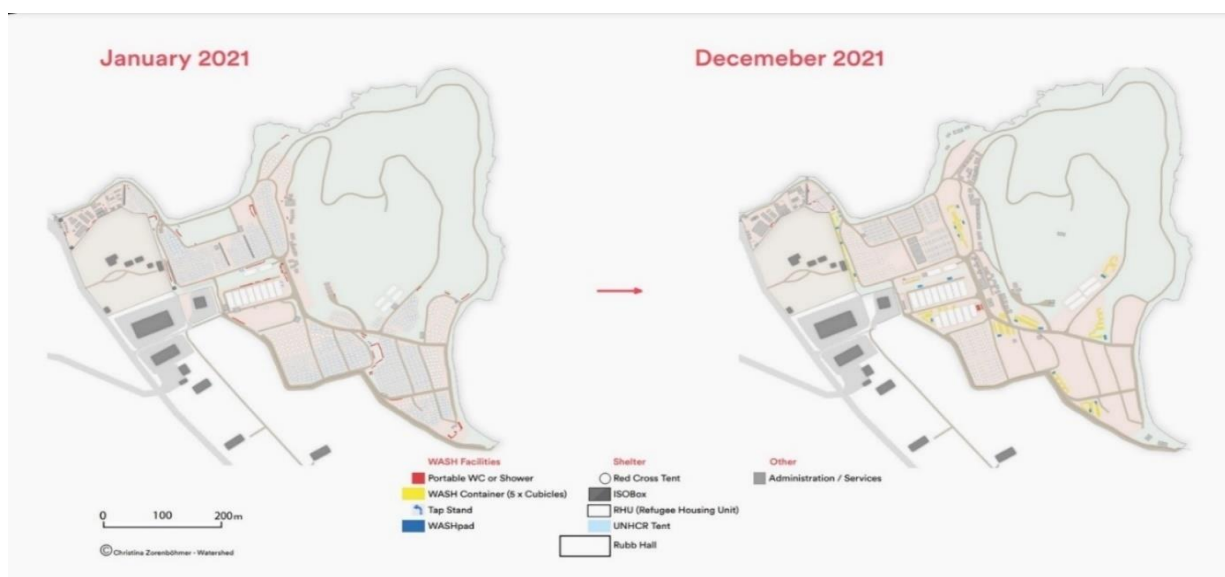 January 2021
Decemeber 2021
WASH Facilities
Portable WC or Shower
WASH Container (5 x Cubicles)
Tap Stand
WASHpad
Shelter
Red Cross Tent
ISOBox
RHU (Refugee Housing Unit)
UNHCR Tent
Rubb Hall
Other
Administration / Services
0 100 200m
© Christina Zorenböhmer - Watershed